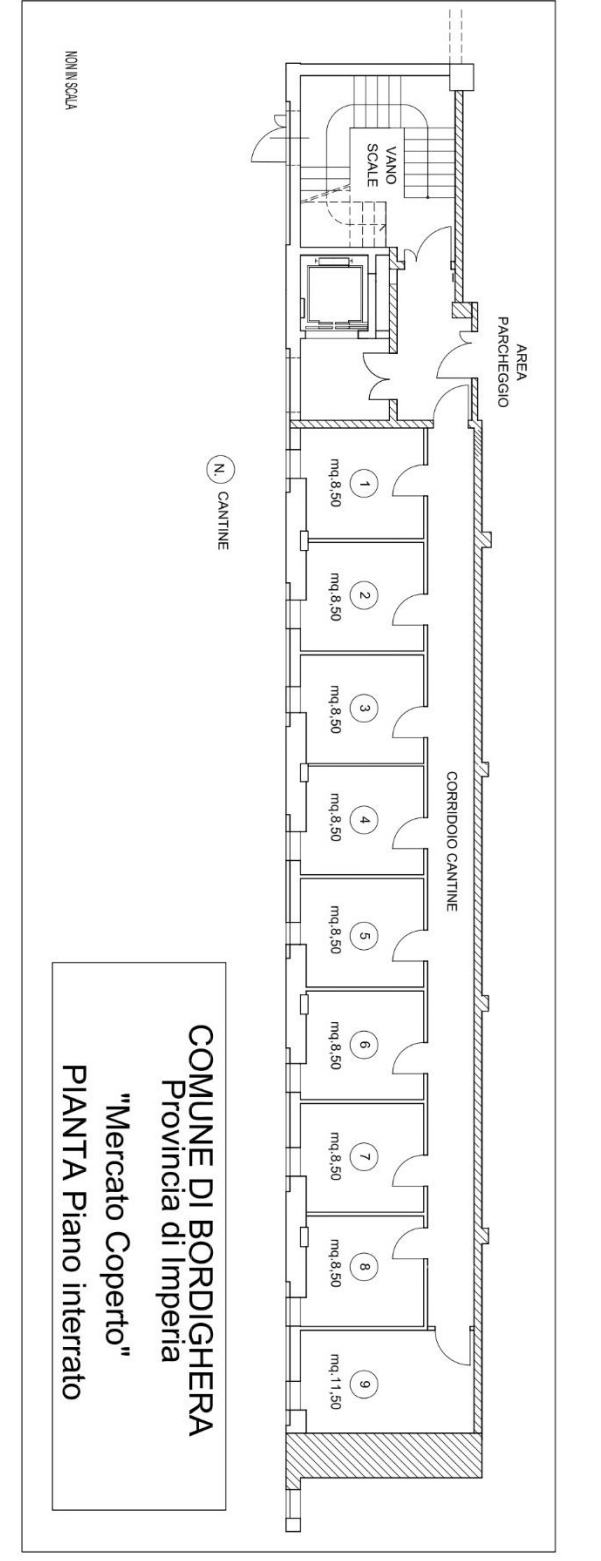 AREA
PARCHEGGIO
VANO
SCALE
CORRIDOIO CANTINE
1
mq.8,50
2
mq.8,50
3
mq.8,50
4
mq.8,50
5
mq.8,50
6
mq.8,50
7
mq.8,50
8
mq.8,50
9
mq.11,50
N. CANTINE
COMUNE DI BORDIGHERA
Provincia di Imperia
"Mercato Coperto"
PIANTA Piano interrato
NON IN SCALA